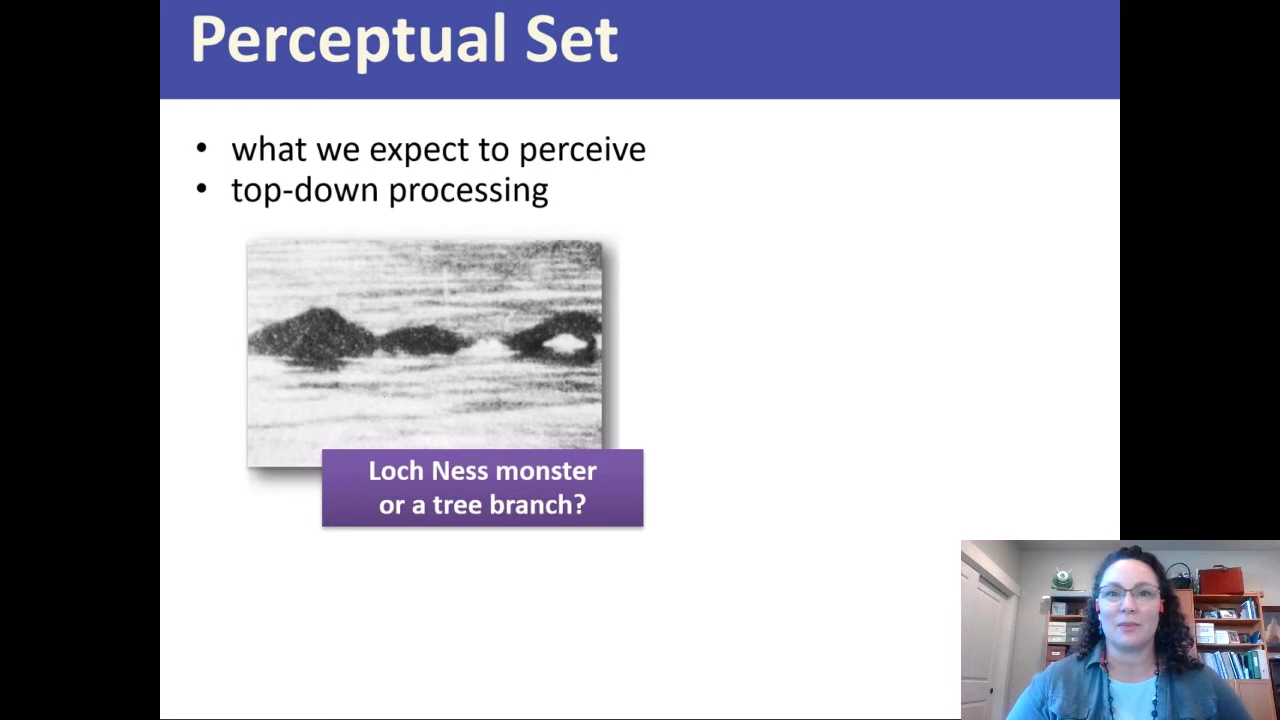 Perceptual Set
• what we expect to perceive
• top-down processing
Loch Ness monster
or a tree branch?